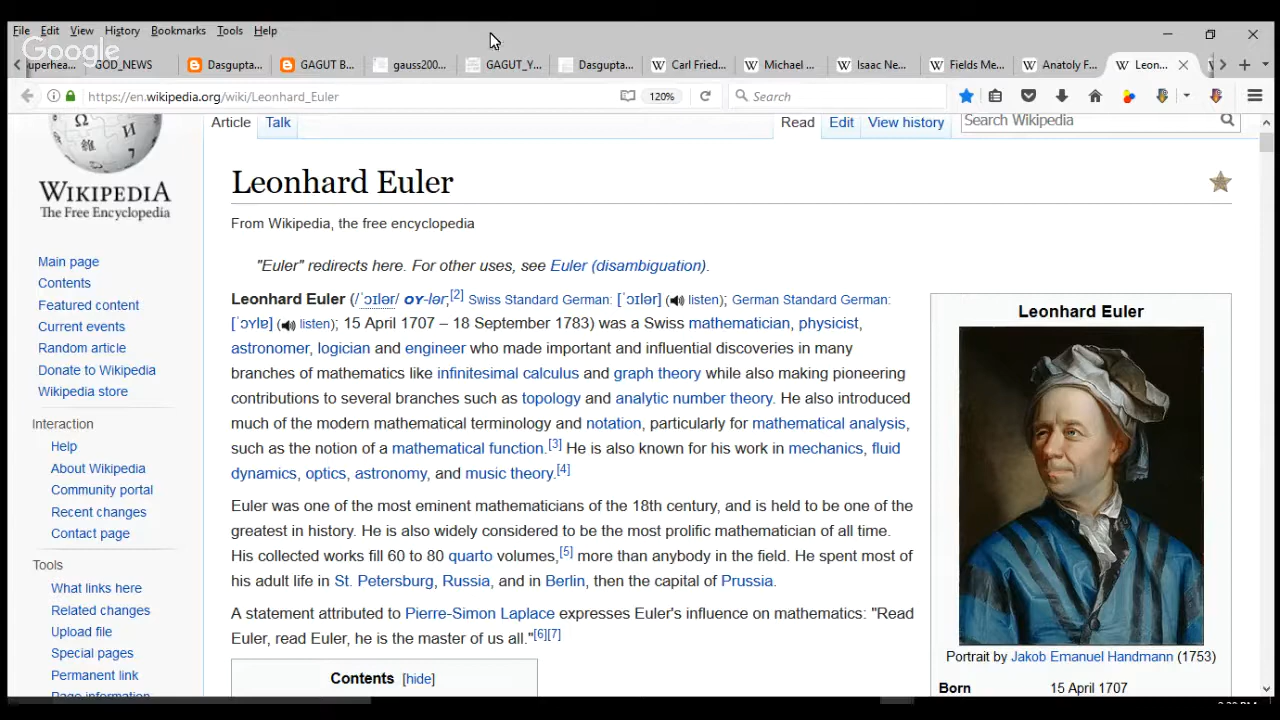 File Edit View History Bookmarks Tools Help
Google
uperhea... GOD_NEWS Dasgupta... GAGUT B... gauss200... GAGUT_Y... Dasgupta... Carl Fried... Michael ... Isaac Ne... Fields Me... Anatoly F... Leon...
https://en.wikipedia.org/wiki/Leonhard_Euler 120% Search
Article Talk Read Edit View history Search Wikipedia
WIKIPEDIA
The Free Encyclopedia
Main page
Contents
Featured content
Current events
Random article
Donate to Wikipedia
Wikipedia store
Interaction
Help
About Wikipedia
Community portal
Recent changes
Contact page
Tools
What links here
Related changes
Upload file
Special pages
Permanent link
Page information
Leonhard Euler
From Wikipedia, the free encyclopedia
"Euler" redirects here. For other uses, see Euler (disambiguation).
Leonhard Euler (/ˈɔɪlər/ OY-lər;[2] Swiss Standard German: [ˈɔɪlər] (listen); German Standard German:
[ˈɔʏlɐ] (listen); 15 April 1707 – 18 September 1783) was a Swiss mathematician, physicist,
astronomer, logician and engineer who made important and influential discoveries in many
branches of mathematics like infinitesimal calculus and graph theory while also making pioneering
contributions to several branches such as topology and analytic number theory. He also introduced
much of the modern mathematical terminology and notation, particularly for mathematical analysis,
such as the notion of a mathematical function.[3] He is also known for his work in mechanics, fluid
dynamics, optics, astronomy, and music theory.[4]
Euler was one of the most eminent mathematicians of the 18th century, and is held to be one of the
greatest in history. He is also widely considered to be the most prolific mathematician of all time.
His collected works fill 60 to 80 quarto volumes,[5] more than anybody in the field. He spent most of
his adult life in St. Petersburg, Russia, and in Berlin, then the capital of Prussia.
A statement attributed to Pierre-Simon Laplace expresses Euler's influence on mathematics: "Read
Euler, read Euler, he is the master of us all."[6][7]
Contents [hide]
Leonhard Euler
Portrait by Jakob Emanuel Handmann (1753)
Born 15 April 1707